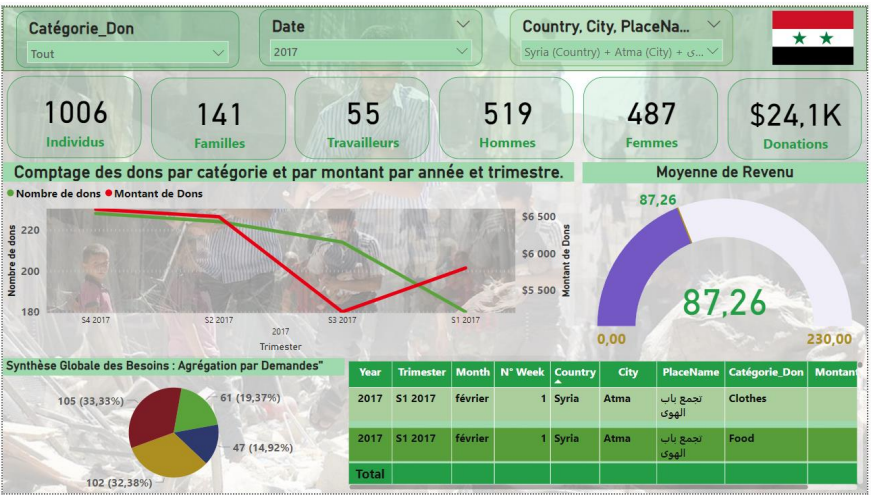 Catégorie_Don
Tout
Date
2017
Country, City, PlaceNa...
Syria (Country) + Atma (City) + ى...
1006
Individus
141
Familles
55
Travailleurs
519
Hommes
487
Femmes
$24,1K
Donations
Comptage des dons par catégorie et par montant par année et trimestre.
Nombre de dons Montant de Dons
Nombre de dons
220
200
180
$6 500
$6 000
$5 500
Montant de Dons
S4 2017 S2 2017 S3 2017 S1 2017
2017
Trimester
Moyenne de Revenu
87,26
87,26
0,00 230,00
Synthèse Globale des Besoins : Agrégation par Demandes"
105 (33,33%)
61 (19,37%)
47 (14,92%)
102 (32,38%)
Year Trimester Month N° Week Country City PlaceName Catégorie_Don Montant
2017 S1 2017 février 1 Syria Atma تجمع باب الهوى Clothes
2017 S1 2017 février 1 Syria Atma تجمع باب الهوى Food
Total